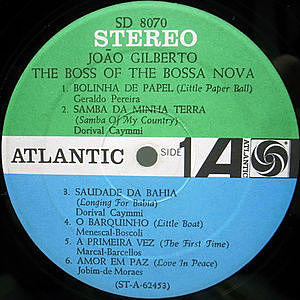 SD 8070
STEREO
JOÃO GILBERTO
THE BOSS OF THE BOSSA NOVA
1. BOLINHA DE PAPEL (Little Paper Ball)
Geraldo Pereira
2. SAMBA DA MINHA TERRA
(Samba Of My Country)
Dorival Caymmi
ATLANTIC
SIDE 1
A
ATLANTIC
3. SAUDADE DA BAHIA
(Longing For Bahia)
Dorival Caymmi
4. O BARQUINHO (Little Boat)
Menescal-Boscoli
5. A PRIMEIRA VEZ (The First Time)
Marcal-Barcellos
6. AMOR EM PAZ (Love In Peace)
Jobim-de Moraes
(ST-A-62453)